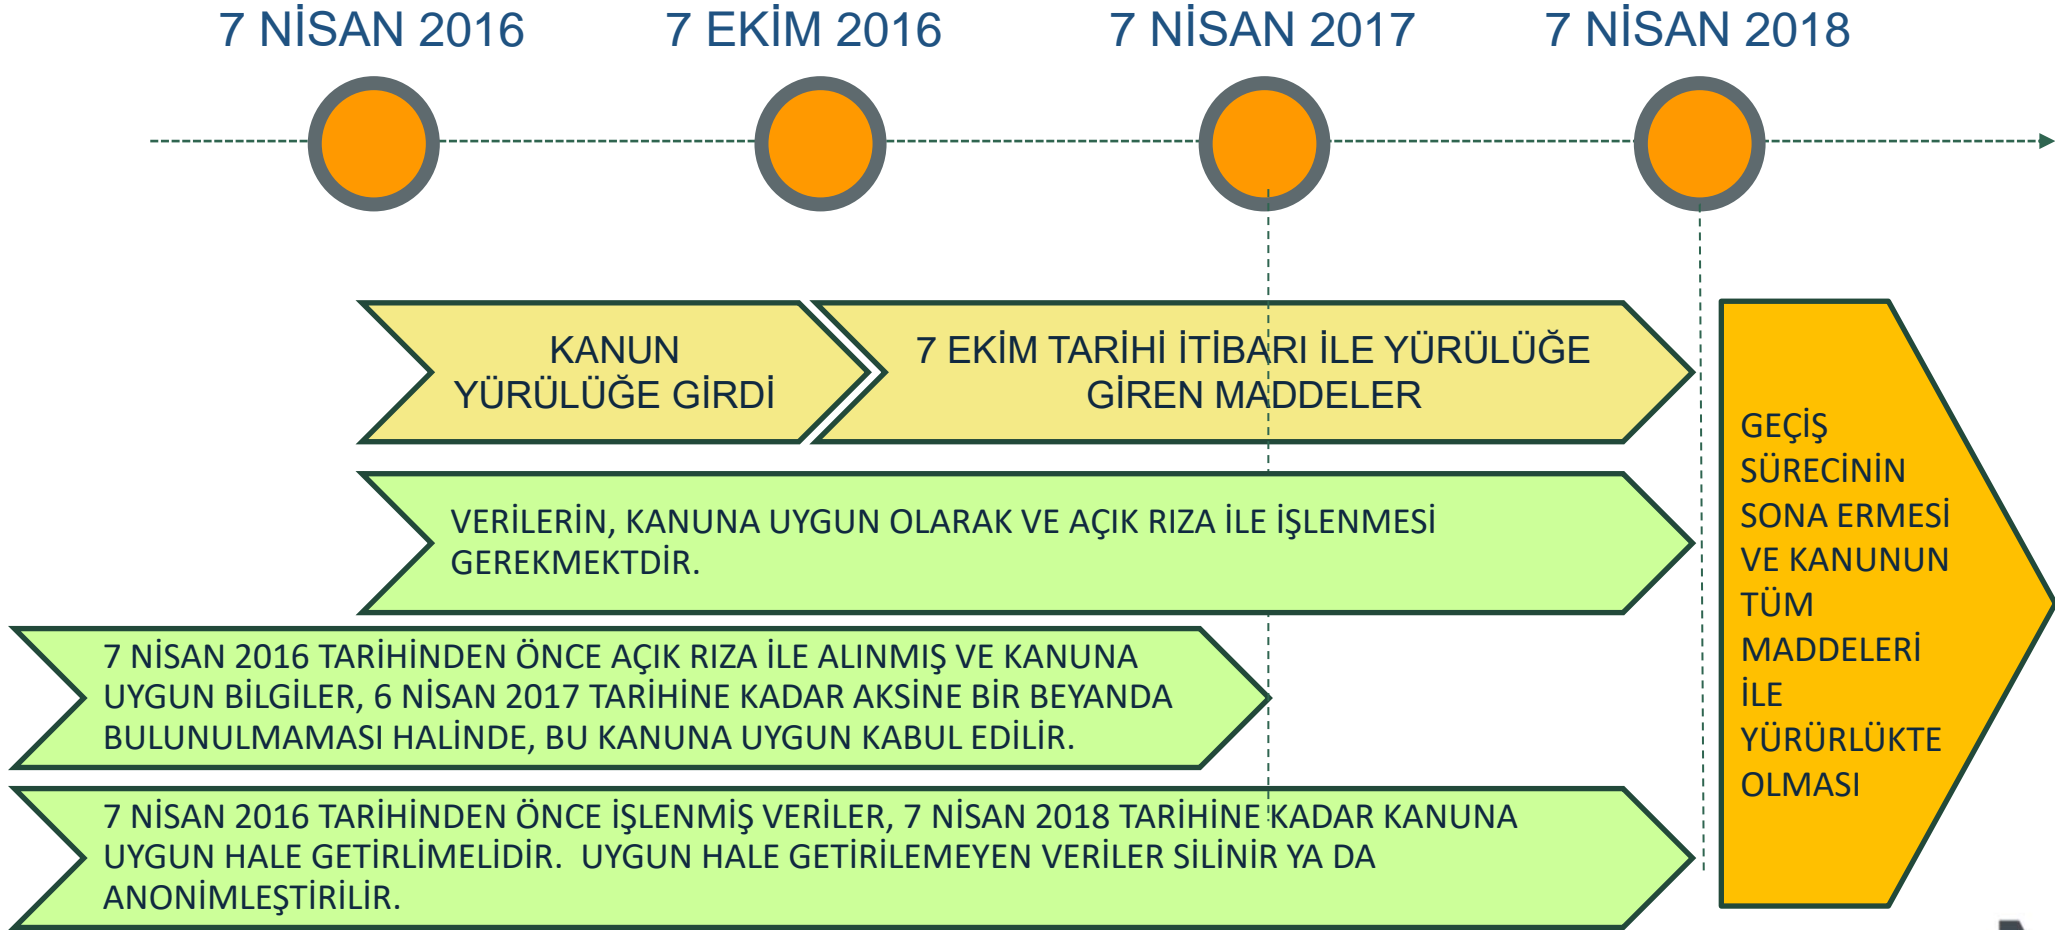 7 NİSAN 2016
7 EKİM 2016
7 NİSAN 2017
7 NİSAN 2018
KANUN
YÜRÜLÜĞE GİRDİ
7 EKİM TARİHİ İTİBARI İLE YÜRÜLÜĞE
GİREN MADDELER
VERİLERİN, KANUNA UYGUN OLARAK VE AÇIK RIZA İLE İŞLENMESİ
GEREKMEKTDİR.
7 NİSAN 2016 TARİHİNDEN ÖNCE AÇIK RIZA İLE ALINMIŞ VE KANUNA
UYGUN BİLGİLER, 6 NİSAN 2017 TARİHİNE KADAR AKSİNE BİR BEYANDA
BULUNULMAMASI HALİNDE, BU KANUNA UYGUN KABUL EDİLİR.
7 NİSAN 2016 TARİHİNDEN ÖNCE İŞLENMİŞ VERİLER, 7 NİSAN 2018 TARİHİNE KADAR KANUNA
UYGUN HALE GETİRLİMELİDİR.  UYGUN HALE GETİRİLEMEYEN VERİLER SİLİNİR YA DA
ANONİMLEŞTİRİLİR.
GEÇİŞ
SÜRECİNİN
SONA ERMESİ
VE KANUNUN
TÜM
MADDELERİ
İLE
YÜRÜRLÜKTE
OLMASI